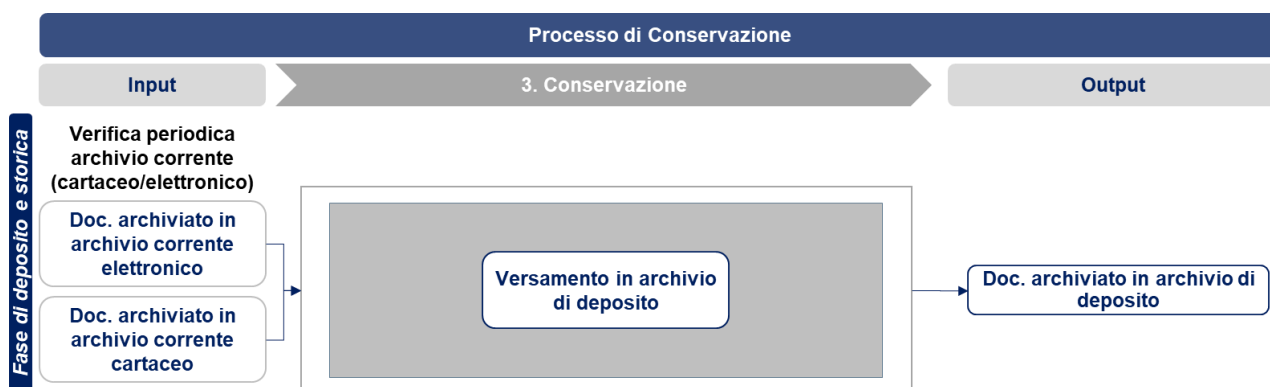 Processo di Conservazione
Input
3. Conservazione
Output
Fase di deposito e storica
Verifica periodica
archivio corrente
(cartaceo/elettronico)
Doc. archiviato in
archivio corrente
elettronico
Doc. archiviato in
archivio corrente
cartaceo
Versamento in archivio
di deposito
Doc. archiviato in archivio di
deposito